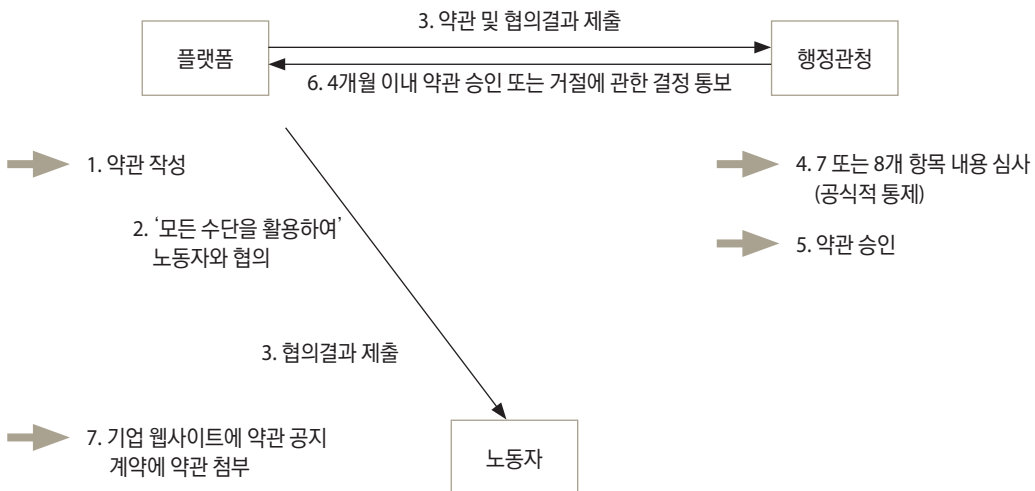 3. 약관 및 협의결과 제출
플랫폼
행정관청
6. 4개월 이내 약관 승인 또는 거절에 관한 결정 통보
1. 약관 작성
4. 7 또는 8개 항목 내용 심사
(공식적 통제)
2. ‘모든 수단을 활용하여’
노동자와 협의
5. 약관 승인
3. 협의결과 제출
7. 기업 웹사이트에 약관 공지
계약에 약관 첨부
노동자